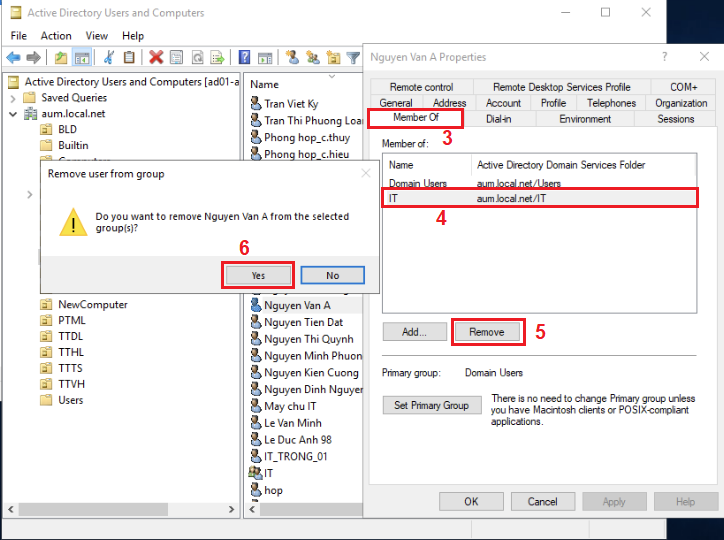 Active Directory Users and Computers
File Action View Help
Active Directory Users and Computers [ad01-a
Saved Queries
aum.local.net
BLD
Builtin
NewComputer
PTML
TTDL
TTHL
TTTS
TTVH
Users
Name
Tran Viet Ky
Tran Thi Phuong Loan
Phong hop_c.thuy
Phong hop_c.hieu
Nguyen Van A
Nguyen Tien Dat
Nguyen Thi Quynh
Nguyen Minh Phuon
Nguyen Kien Cuong
Nguyen Dinh Nguyen
May chu IT
Le Van Minh
Le Duc Anh 98
IT_TRONG_01
IT
hop
Remove user from group
Do you want to remove Nguyen Van A from the selected
group(s)?
6
Yes No
Nguyen Van A Properties
?
Remote control Remote Desktop Services Profile COM+
General Address Account Profile Telephones Organization
Member Of Dial-in Environment Sessions
3
Member of:
Name Active Directory Domain Services Folder
Domain Users aum.local.net/Users
IT aum.local.net/IT
4
Add... Remove 5
Primary group: Domain Users
Set Primary Group
There is no need to change Primary group unless
you have Macintosh clients or POSIX-compliant
applications.
OK Cancel Apply Help